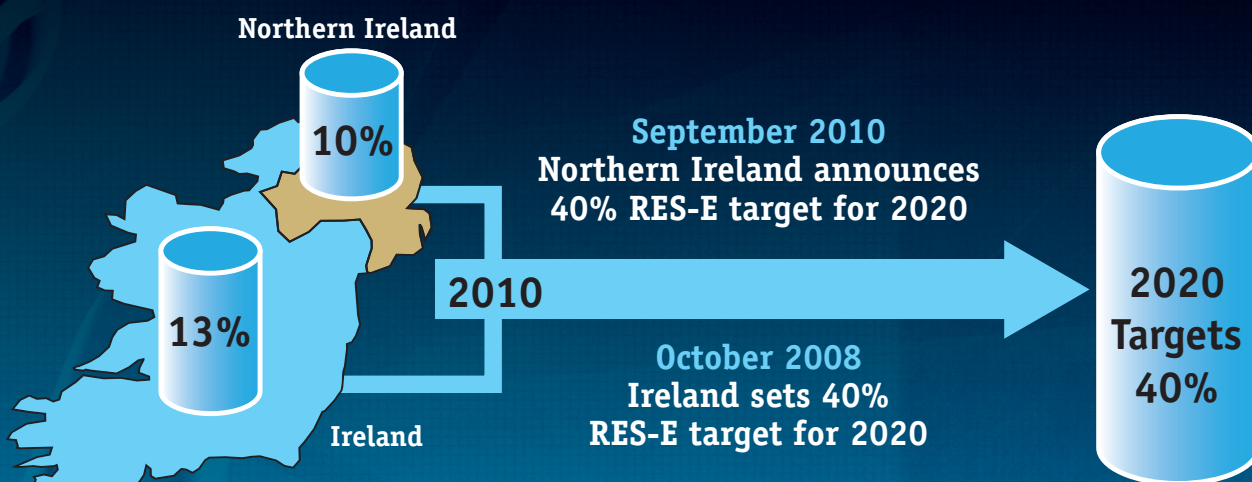 Northern Ireland
10%
13%
Ireland
2010
September 2010
Northern Ireland announces
40% RES-E target for 2020
October 2008
Ireland sets 40%
RES-E target for 2020
2020
Targets
40%